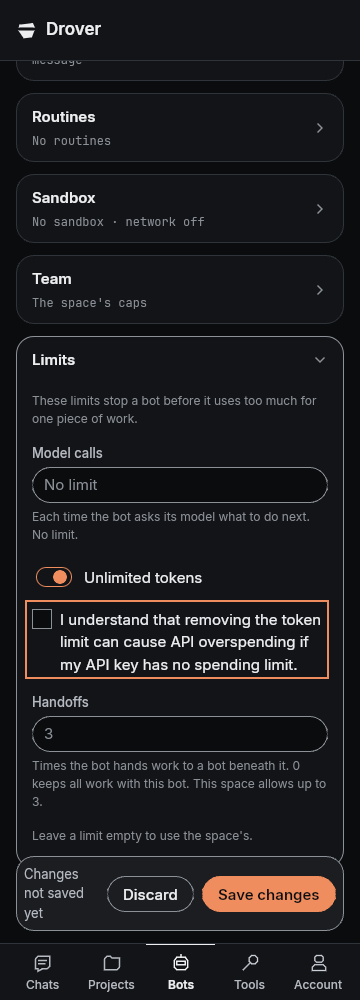 Drover
message
Routines
No routines
Sandbox
No sandbox · network off
Team
The space's caps
Limits
These limits stop a bot before it uses too much for
one piece of work.
Model calls
No limit
Each time the bot asks its model what to do next.
No limit.
Unlimited tokens
I understand that removing the token
limit can cause API overspending if
my API key has no spending limit.
Handoffs
3
Times the bot hands work to a bot beneath it. 0
keeps all work with this bot. This space allows up to
3.
Leave a limit empty to use the space's.
Changes
not saved
yet
Discard
Save changes
Chats
Projects
Bots
Tools
Account